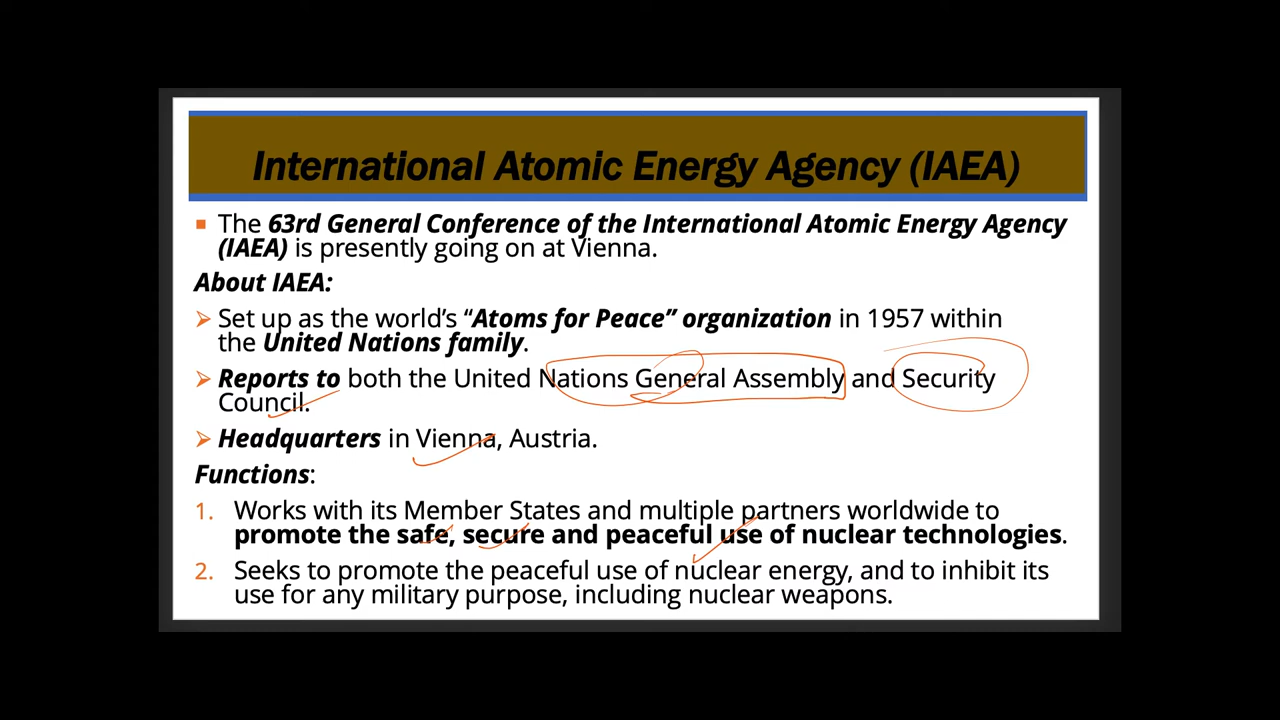 International Atomic Energy Agency (IAEA)
▪ The 63rd General Conference of the International Atomic Energy Agency
(IAEA) is presently going on at Vienna.
About IAEA:
➢ Set up as the world's “Atoms for Peace” organization in 1957 within
the United Nations family.
➢ Reports to both the United Nations General Assembly and Security
Council.
➢ Headquarters in Vienna, Austria.
Functions:
1. Works with its Member States and multiple partners worldwide to
promote the safe, secure and peaceful use of nuclear technologies.
2. Seeks to promote the peaceful use of nuclear energy, and to inhibit its
use for any military purpose, including nuclear weapons.